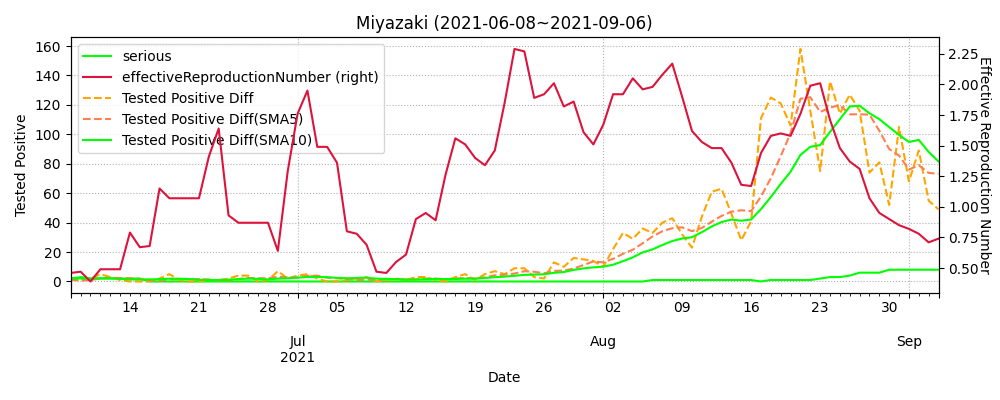 Miyazaki (2021-06-08~2021-09-06)
serious
effectiveReproductionNumber (right)
Tested Positive Diff
Tested Positive Diff(SMA5)
Tested Positive Diff(SMA10)
Tested Positive
160
140
120
100
80
60
40
20
0
2.25
2.00
1.75
1.50
1.25
1.00
0.75
0.50
Effective Reproduction Number
14 21 28 05 12 19 26 02 09 16 23 30
Jul Aug Sep
2021
Date